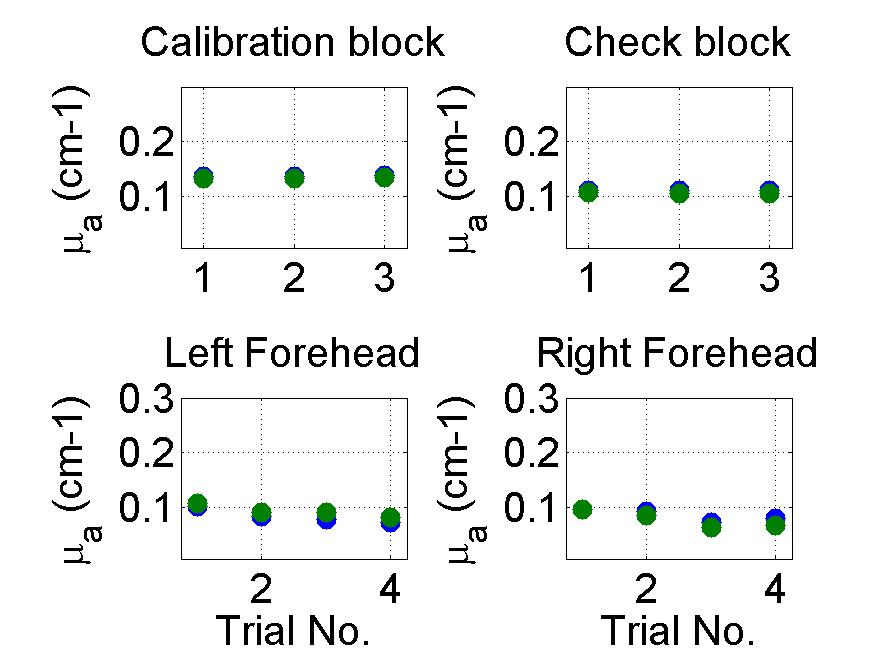 Calibration block
μa (cm-1)
0.2
0.1
1 2 3
Check block
μa (cm-1)
0.2
0.1
1 2 3
Left Forehead
μa (cm-1)
0.3
0.2
0.1
2 4
Trial No.
Right Forehead
μa (cm-1)
0.3
0.2
0.1
2 4
Trial No.